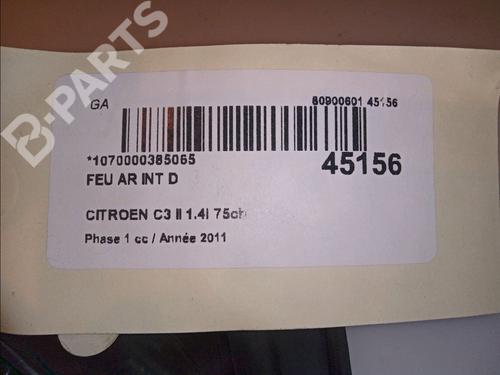 B-PARTS
GA 80900601 45156
*1070000385065 45156
FEU AR INT D
CITROEN C3 II 1.4I 75ch
Phase 1 cc / Année 2011